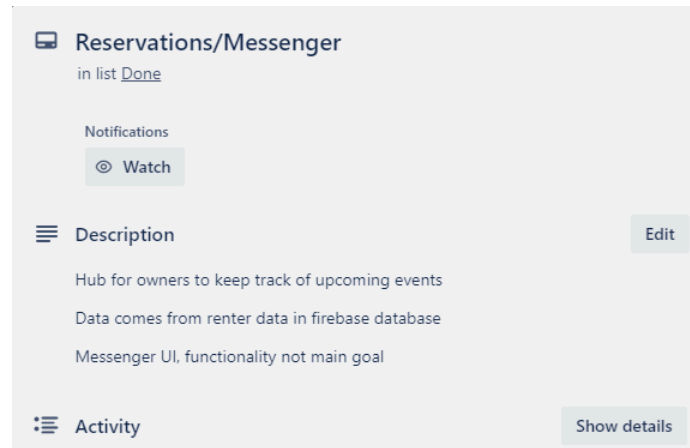 Reservations/Messenger
in list Done
Notifications
Watch
Description
Edit
Hub for owners to keep track of upcoming events
Data comes from renter data in firebase database
Messenger UI, functionality not main goal
Activity
Show details